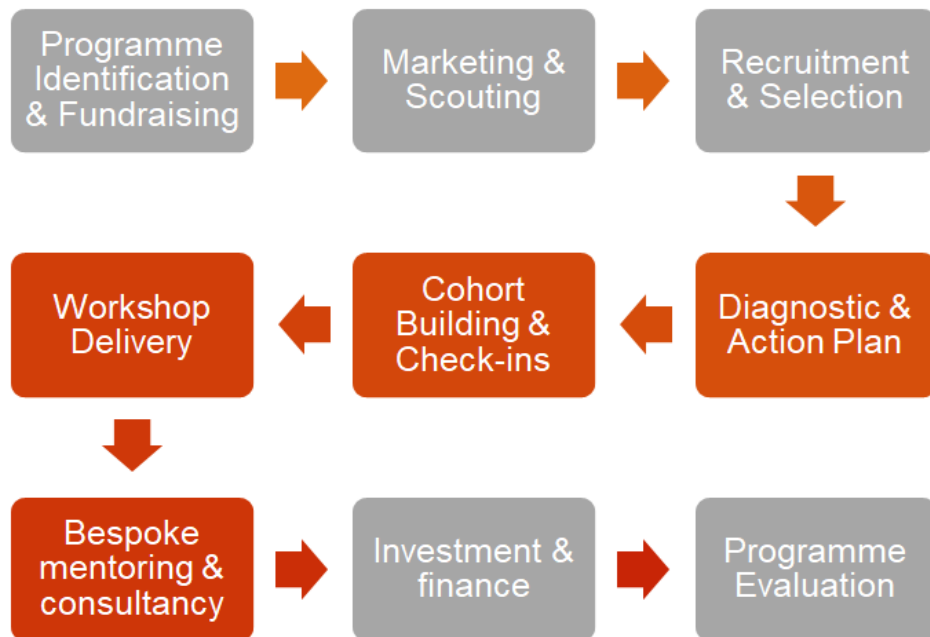 Programme
Identification
& Fundraising
Marketing &
Scouting
Recruitment
& Selection
Diagnostic &
Action Plan
Cohort
Building &
Check-ins
Workshop
Delivery
Bespoke
mentoring &
consultancy
Investment &
finance
Programme
Evaluation